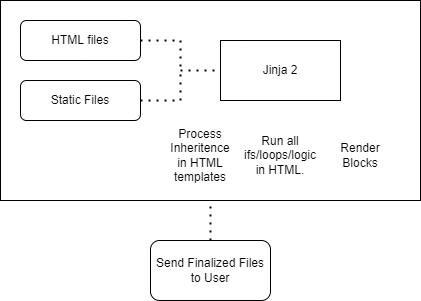 HTML files
Jinja 2
Static Files
Process
Inheritence
in HTML
templates
Run all
ifs/loops/logic
in HTML.
Render
Blocks
Send Finalized Files
to User